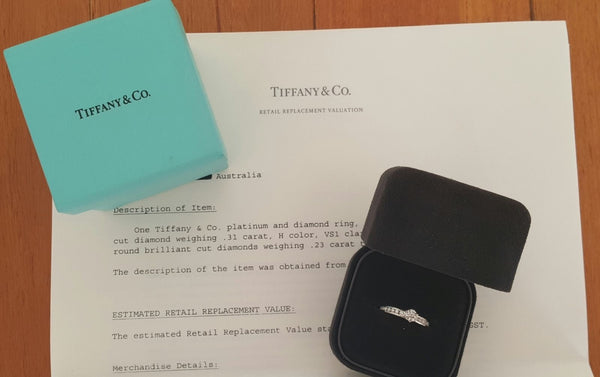 TIFFANY & CO.
TIFFANY & CO.
RETAIL REPLACEMENT VALUATION
Australia
Description of Item:
One Tiffany & Co. platinum and diamond ring,
cut diamond weighing .31 carat, H color, VS1
round brilliant cut diamonds weighing .23 carat
The description of the item was obtained from
ESTIMATED RETAIL REPLACEMENT VALUE:
The estimated Retail Replacement Value GST.
Merchandise Details: